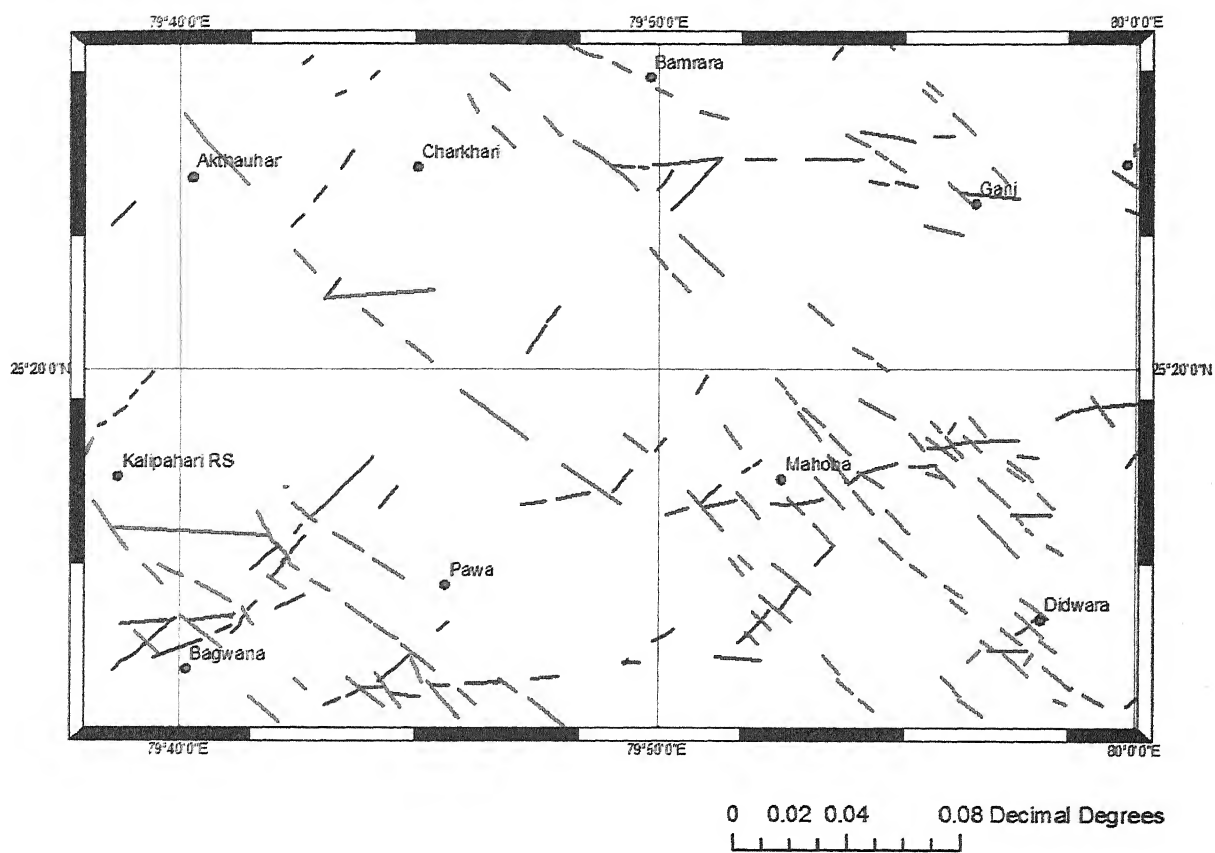 79°40'0"E 79°50'0"E 80°0'0"E
Bamrara
Akthauhar
Charkhari
Ganj
25°20'0"N 25°20'0"N
Kalipahari RS
Mahoba
Pawa
Didwara
Bagwana
79°40'0"E 79°50'0"E 80°0'0"E
0 0.02 0.04 0.08 Decimal Degrees